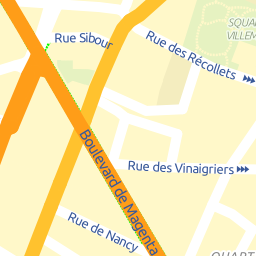 SQUA
VILLEM
Rue Sibour
Rue des Récollets
Boulevard de Magenta
Rue des Vinaigriers
Rue de Nancy
QUART